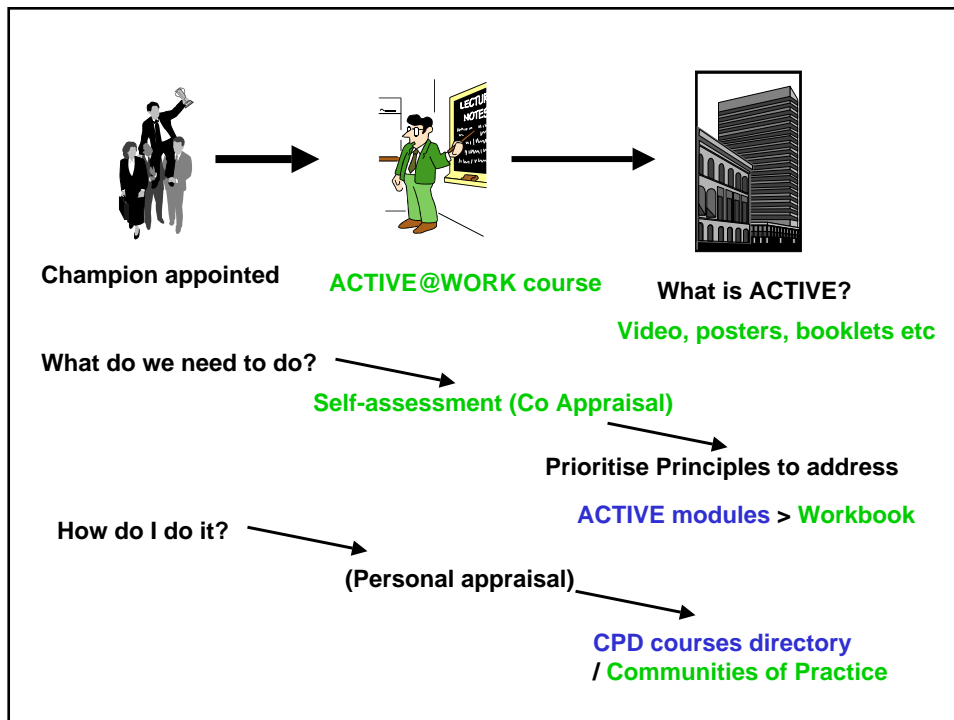 LECTUR
NOTES
Champion appointed
ACTIVE@WORK course
What is ACTIVE?
Video, posters, booklets etc
What do we need to do?
Self-assessment (Co Appraisal)
Prioritise Principles to address
ACTIVE modules > Workbook
How do I do it?
(Personal appraisal)
CPD courses directory
/ Communities of Practice